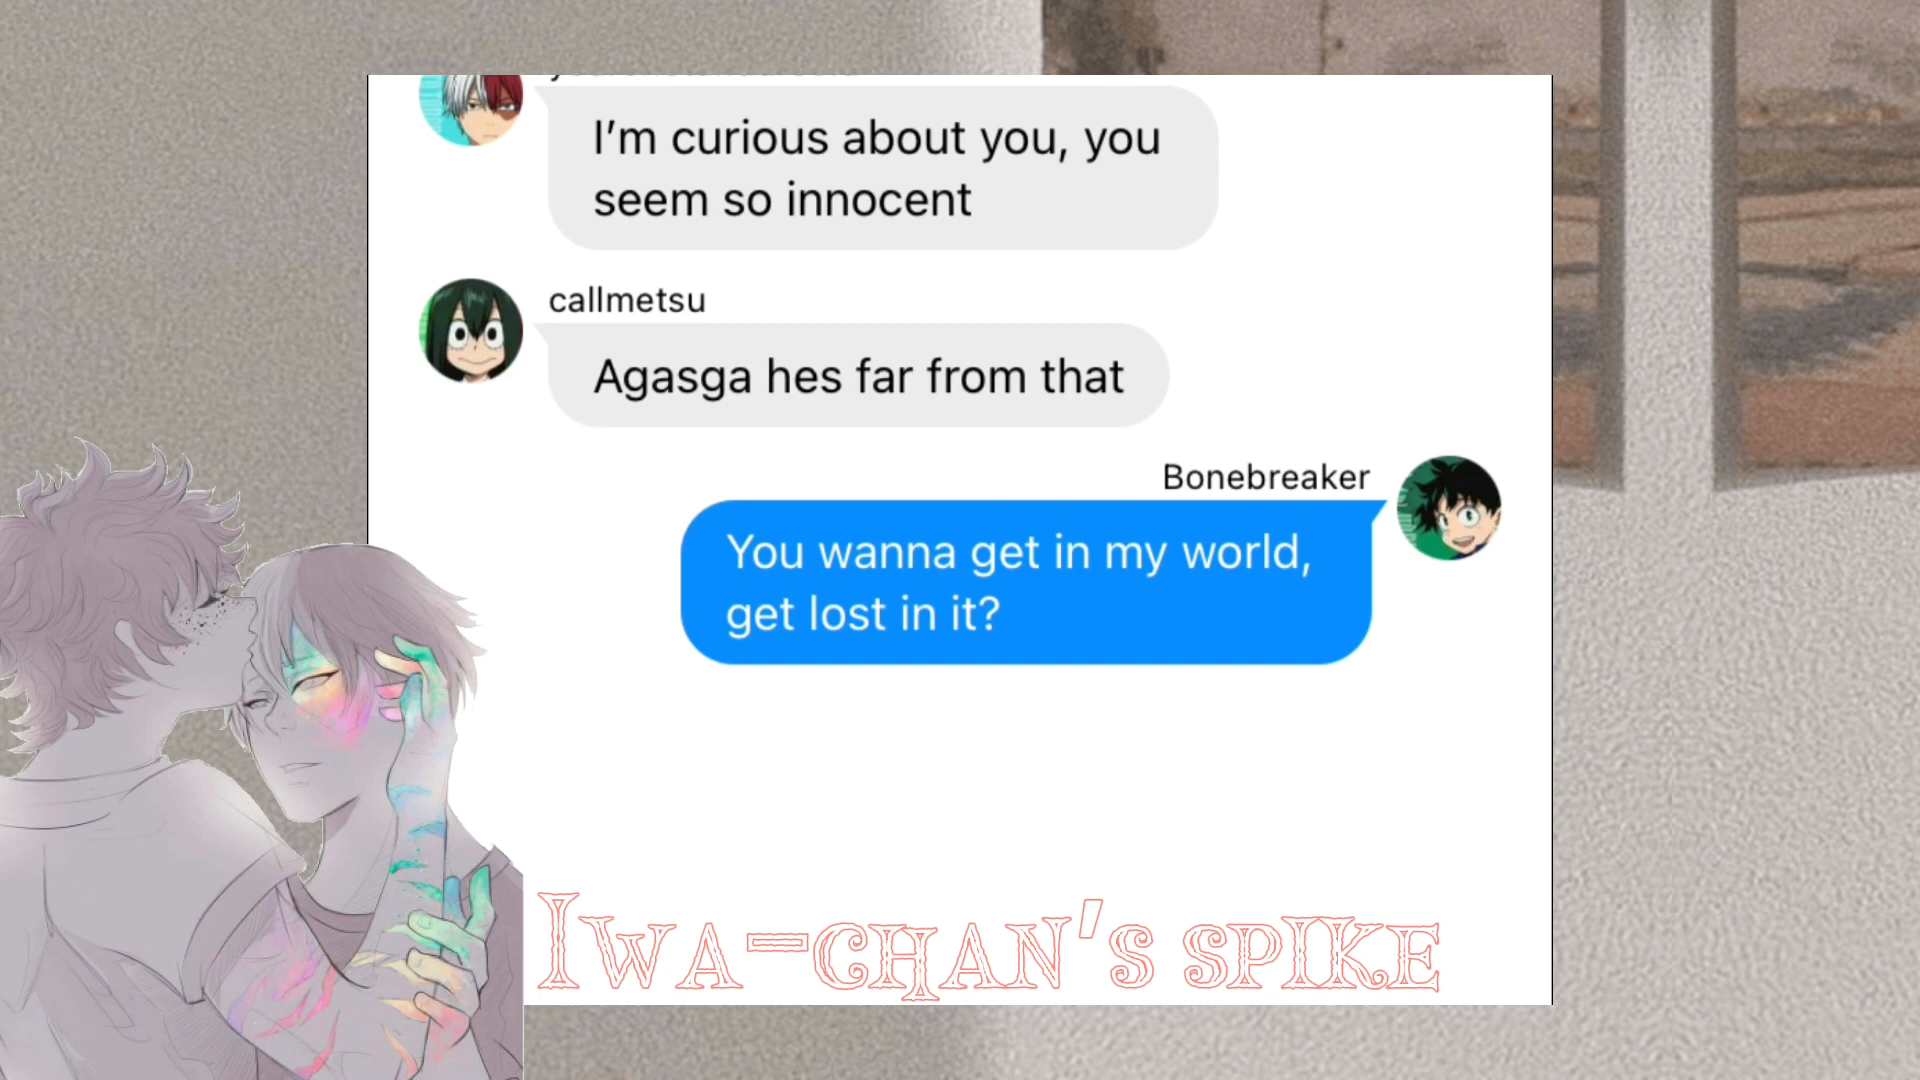 I'm curious about you, you
seem so innocent
callmetsu
Agasga hes far from that
Bonebreaker
You wanna get in my world,
get lost in it?
Iwa-chan's spike